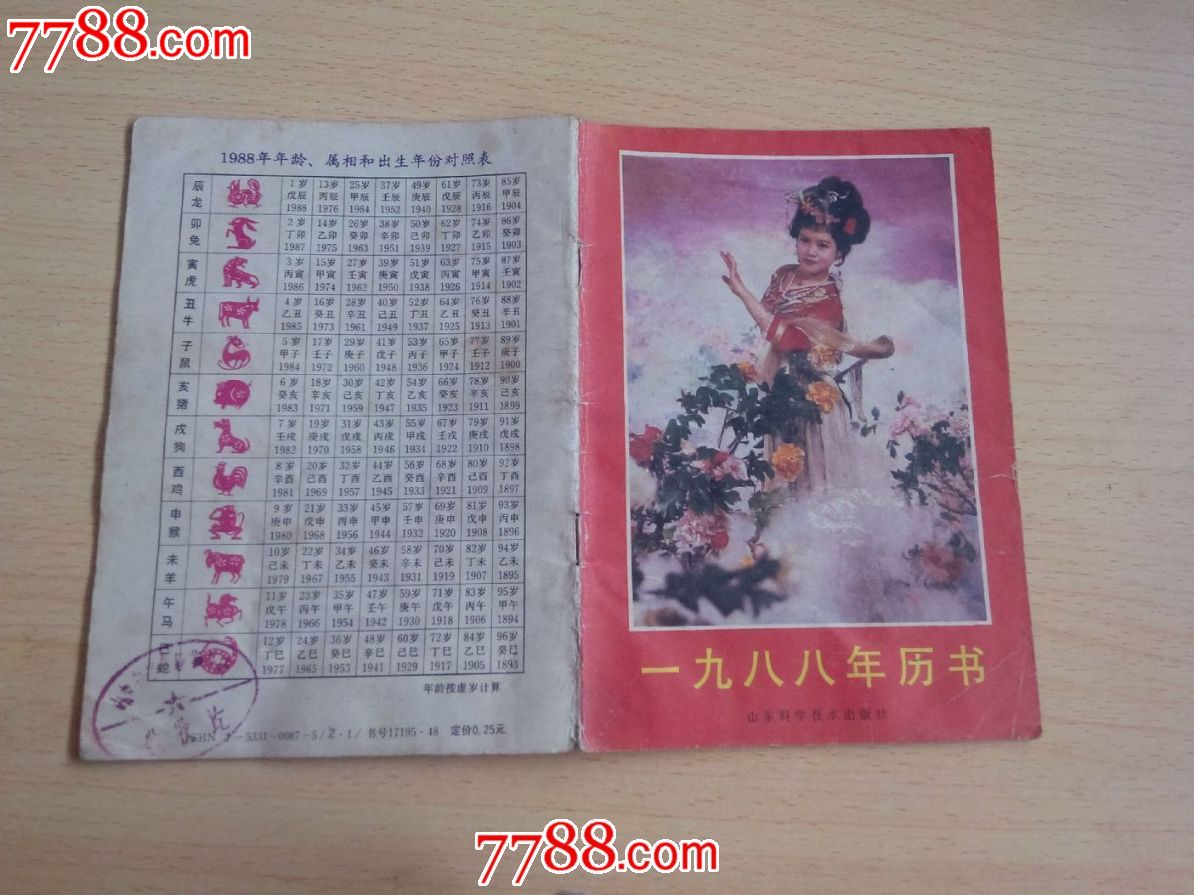 7788.com
1988年年龄、属相和出生年份对照表
辰龙 1岁 13岁 25岁 37岁 49岁 61岁 73岁 85岁
戊辰 丙辰 甲辰 壬辰 庚辰 戊辰 丙辰 甲辰
1988 1976 1964 1952 1940 1928 1916 1904
卯兔 2岁 14岁 26岁 38岁 50岁 62岁 74岁 86岁
丁卯 乙卯 癸卯 辛卯 己卯 丁卯 乙卯 癸卯
1987 1975 1963 1951 1939 1927 1915 1903
寅虎 3岁 15岁 27岁 39岁 51岁 63岁 75岁 87岁
丙寅 甲寅 壬寅 庚寅 戊寅 丙寅 甲寅 壬寅
1986 1974 1962 1950 1938 1926 1914 1902
丑牛 4岁 16岁 28岁 40岁 52岁 64岁 76岁 88岁
乙丑 癸丑 辛丑 己丑 丁丑 乙丑 癸丑 辛丑
1985 1973 1961 1949 1937 1925 1913 1901
子鼠 5岁 17岁 29岁 41岁 53岁 65岁 77岁 89岁
甲子 壬子 庚子 戊子 丙子 甲子 壬子 庚子
1984 1972 1960 1948 1936 1924 1912 1900
亥猪 6岁 18岁 30岁 42岁 54岁 66岁 78岁 90岁
癸亥 辛亥 己亥 丁亥 乙亥 癸亥 辛亥 己亥
1983 1971 1959 1947 1935 1923 1911 1899
戌狗 7岁 19岁 31岁 43岁 55岁 67岁 79岁 91岁
壬戌 庚戌 戊戌 丙戌 甲戌 壬戌 庚戌 戊戌
1982 1970 1958 1946 1934 1922 1910 1898
酉鸡 8岁 20岁 32岁 44岁 56岁 68岁 80岁 92岁
辛酉 己酉 丁酉 乙酉 癸酉 辛酉 己酉 丁酉
1981 1969 1957 1945 1933 1921 1909 1897
申猴 9岁 21岁 33岁 45岁 57岁 69岁 81岁 93岁
庚申 戊申 丙申 甲申 壬申 庚申 戊申 丙申
1980 1968 1956 1944 1932 1920 1908 1896
未羊 10岁 22岁 34岁 46岁 58岁 70岁 82岁 94岁
己未 丁未 乙未 癸未 辛未 己未 丁未 乙未
1979 1967 1955 1943 1931 1919 1907 1895
午马 11岁 23岁 35岁 47岁 59岁 71岁 83岁 95岁
戊午 丙午 甲午 壬午 庚午 戊午 丙午 甲午
1978 1966 1954 1942 1930 1918 1906 1894
巳蛇 12岁 24岁 36岁 48岁 60岁 72岁 84岁 96岁
丁巳 乙巳 癸巳 辛巳 己巳 丁巳 乙巳 癸巳
1977 1965 1953 1941 1929 1917 1905 1893
年龄按虚岁计算
ISBN 7-5331-0087-5/Z·1/ 书号17195·48 定价0.25元
一九八八年历书
山东科学技术出版社
7788.com